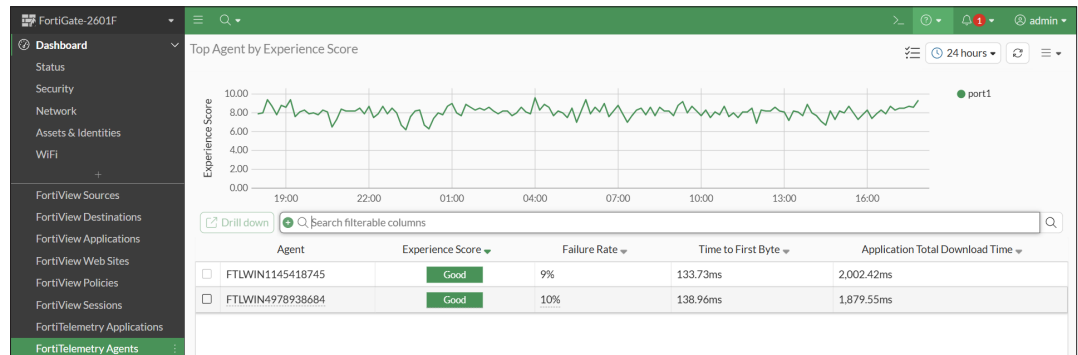 FortiGate-2601F
>_
?
1
admin
Dashboard
Status
Security
Network
Assets & Identities
WiFi
+
FortiView Sources
FortiView Destinations
FortiView Applications
FortiView Web Sites
FortiView Policies
FortiView Sessions
FortiTelemetry Applications
FortiTelemetry Agents
Top Agent by Experience Score
24 hours
Experience Score
10.00
8.00
6.00
4.00
2.00
0.00
19:00 22:00 01:00 04:00 07:00 10:00 13:00 16:00
port1
Drill down
Search filterable columns
Agent Experience Score Failure Rate Time to First Byte Application Total Download Time
FTLWIN1145418745 Good 9% 133.73ms 2,002.42ms
FTLWIN4978938684 Good 10% 138.96ms 1,879.55ms